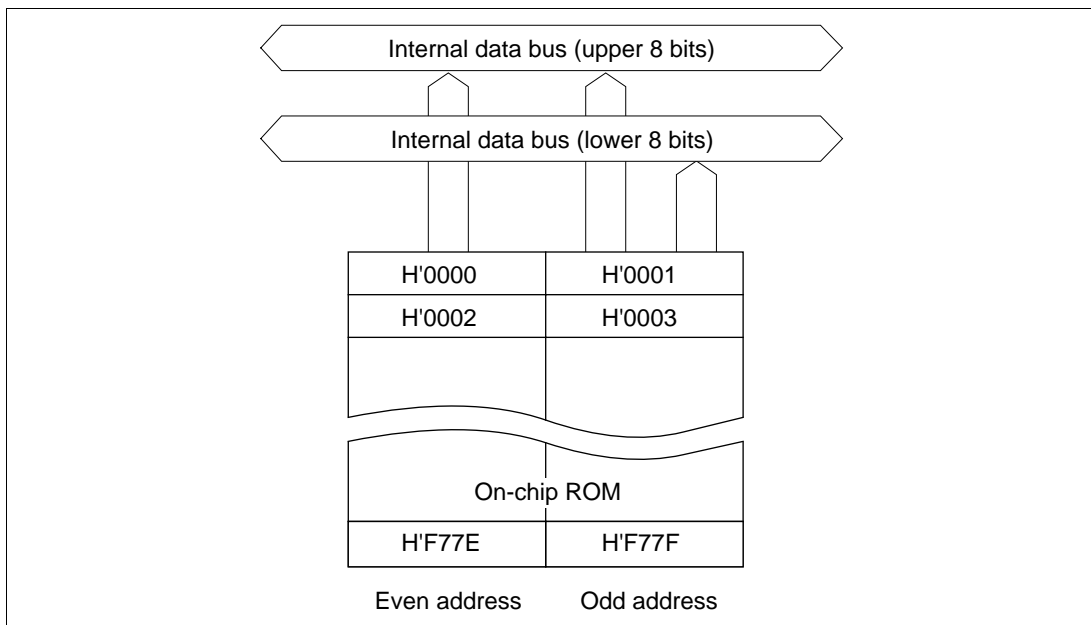 Internal data bus (upper 8 bits)
Internal data bus (lower 8 bits)
H'0000 H'0001
H'0002 H'0003
On-chip ROM
H'F77E H'F77F
Even address Odd address